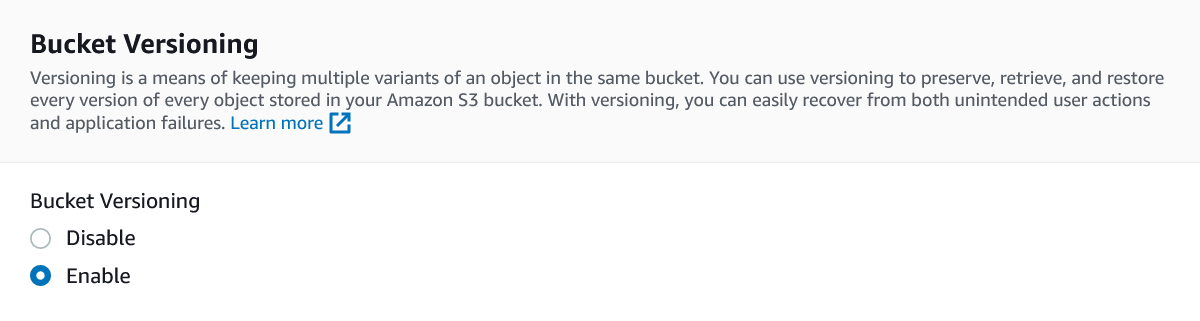 Bucket Versioning
Versioning is a means of keeping multiple variants of an object in the same bucket. You can use versioning to preserve, retrieve, and restore
every version of every object stored in your Amazon S3 bucket. With versioning, you can easily recover from both unintended user actions
and application failures. Learn more
Bucket Versioning
Disable
Enable